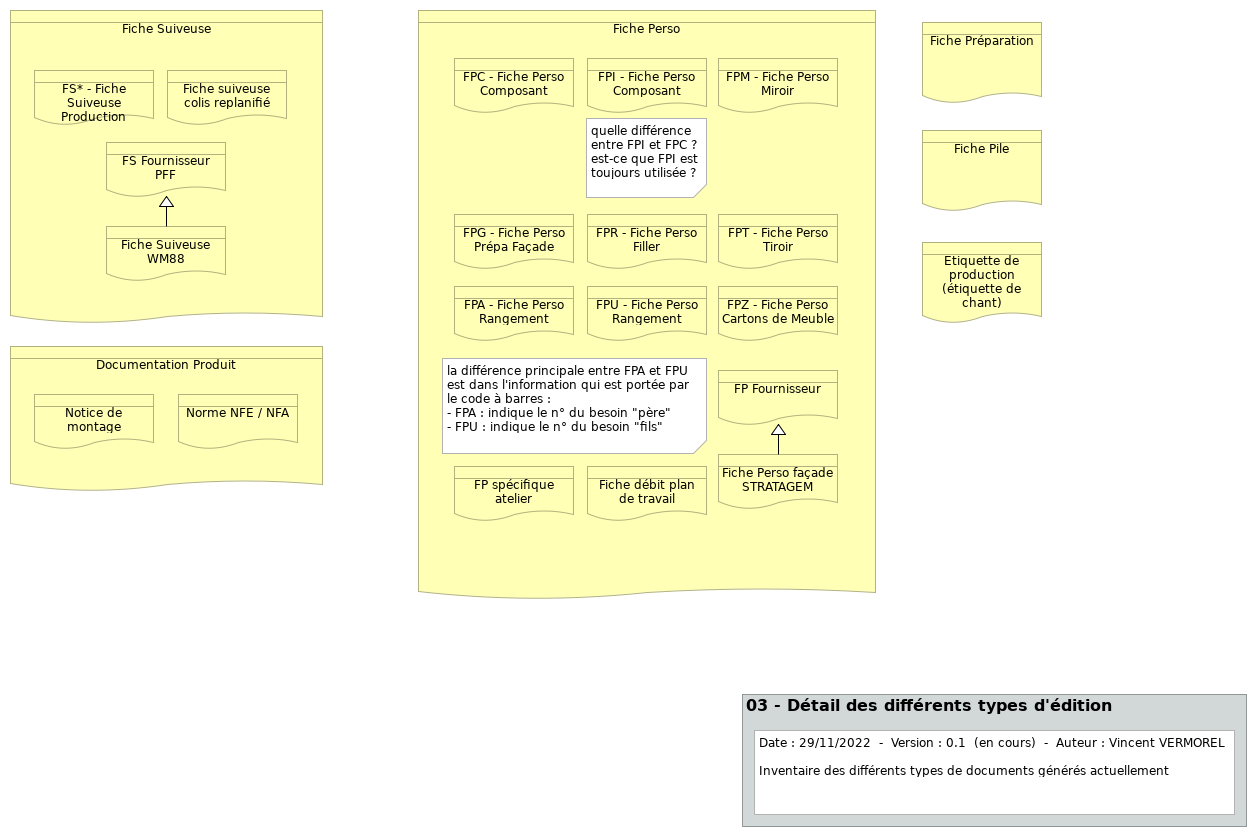 Fiche Suiveuse
FS* - Fiche
Suiveuse
Production
Fiche suiveuse
colis replanifié
FS Fournisseur
PFF
Fiche Suiveuse
WM88
Documentation Produit
Notice de
montage
Norme NFE / NFA
Fiche Perso
FPC - Fiche Perso
Composant
FPI - Fiche Perso
Composant
FPM - Fiche Perso
Miroir
quelle différence
entre FPI et FPC ?
est-ce que FPI est
toujours utilisée ?
FPG - Fiche Perso
Prépa Façade
FPR - Fiche Perso
Filler
FPT - Fiche Perso
Tiroir
FPA - Fiche Perso
Rangement
FPU - Fiche Perso
Rangement
FPZ - Fiche Perso
Cartons de Meuble
la différence principale entre FPA et FPU
est dans l'information qui est portée par
le code à barres :
- FPA : indique le n° du besoin "père"
- FPU : indique le n° du besoin "fils"
FP Fournisseur
FP spécifique
atelier
Fiche débit plan
de travail
Fiche Perso façade
STRATAGEM
Fiche Préparation
Fiche Pile
Etiquette de
production
(étiquette de
chant)
03 - Détail des différents types d'édition
Date : 29/11/2022  -  Version : 0.1  (en cours)  -  Auteur : Vincent VERMOREL
Inventaire des différents types de documents générés actuellement